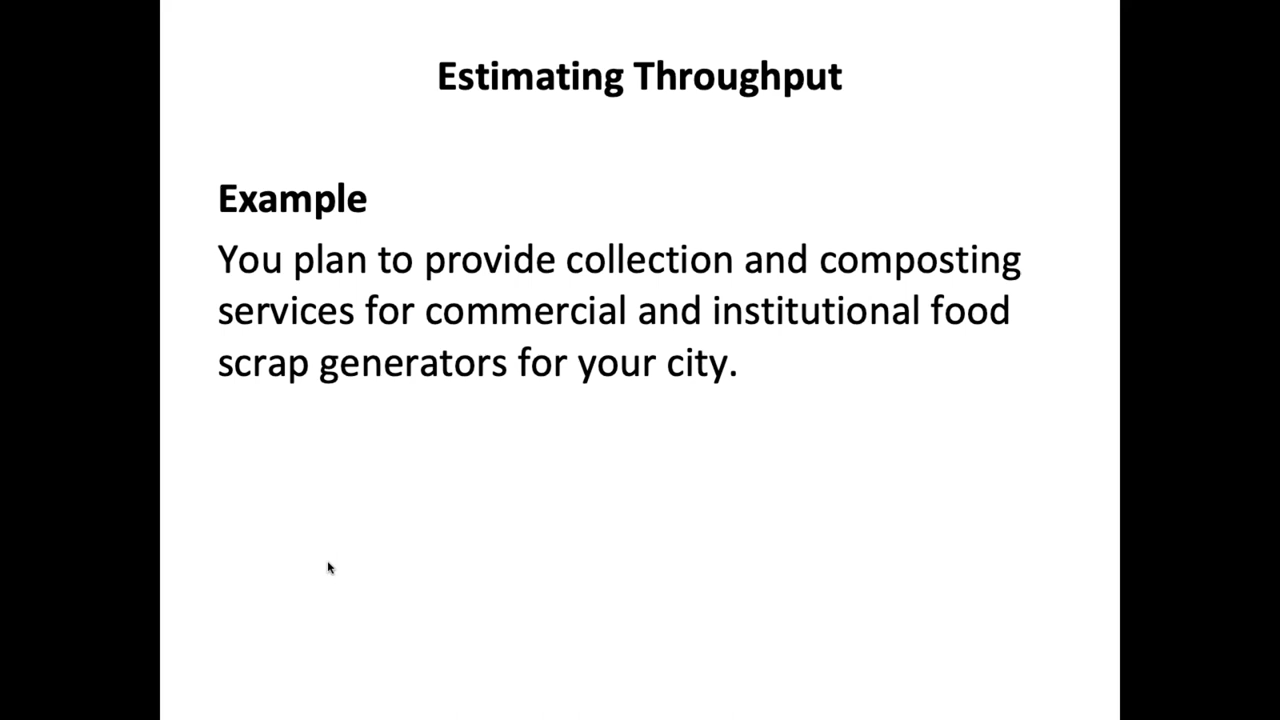 Estimating Throughput
Example
You plan to provide collection and composting
services for commercial and institutional food
scrap generators for your city.